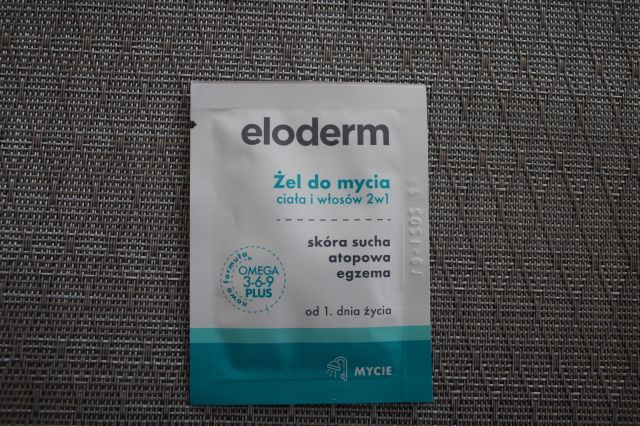 eloderm
Żel do mycia
ciała i włosów 2w1
skóra sucha
atopowa
egzema
nowa formuła
OMEGA
3-6-9
PLUS
od 1. dnia życia
MYCIE